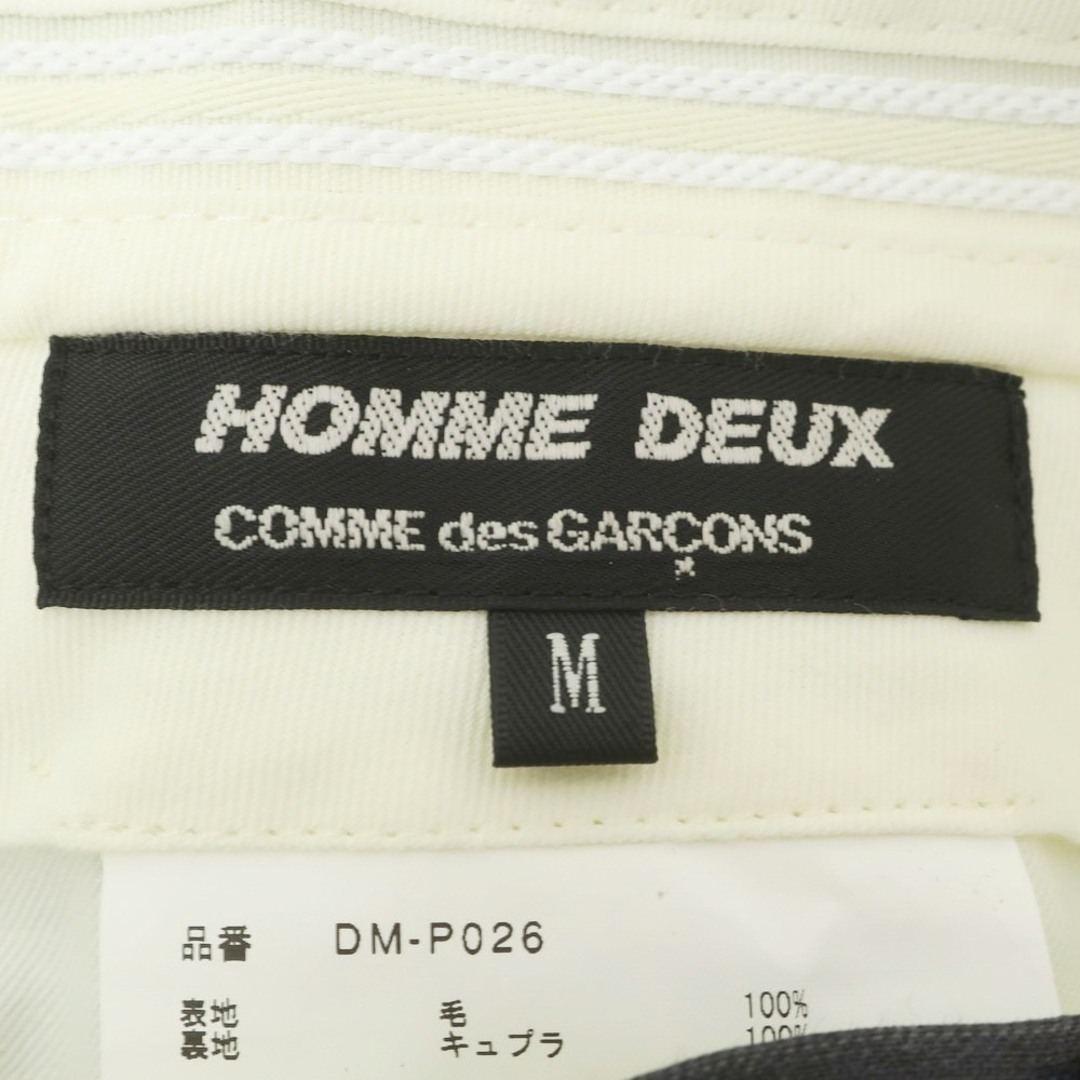 HOMME DEUX
COMME des GARÇONS
M
品番 DM-P026
表地 毛 100%
裏地 キュプラ 100%